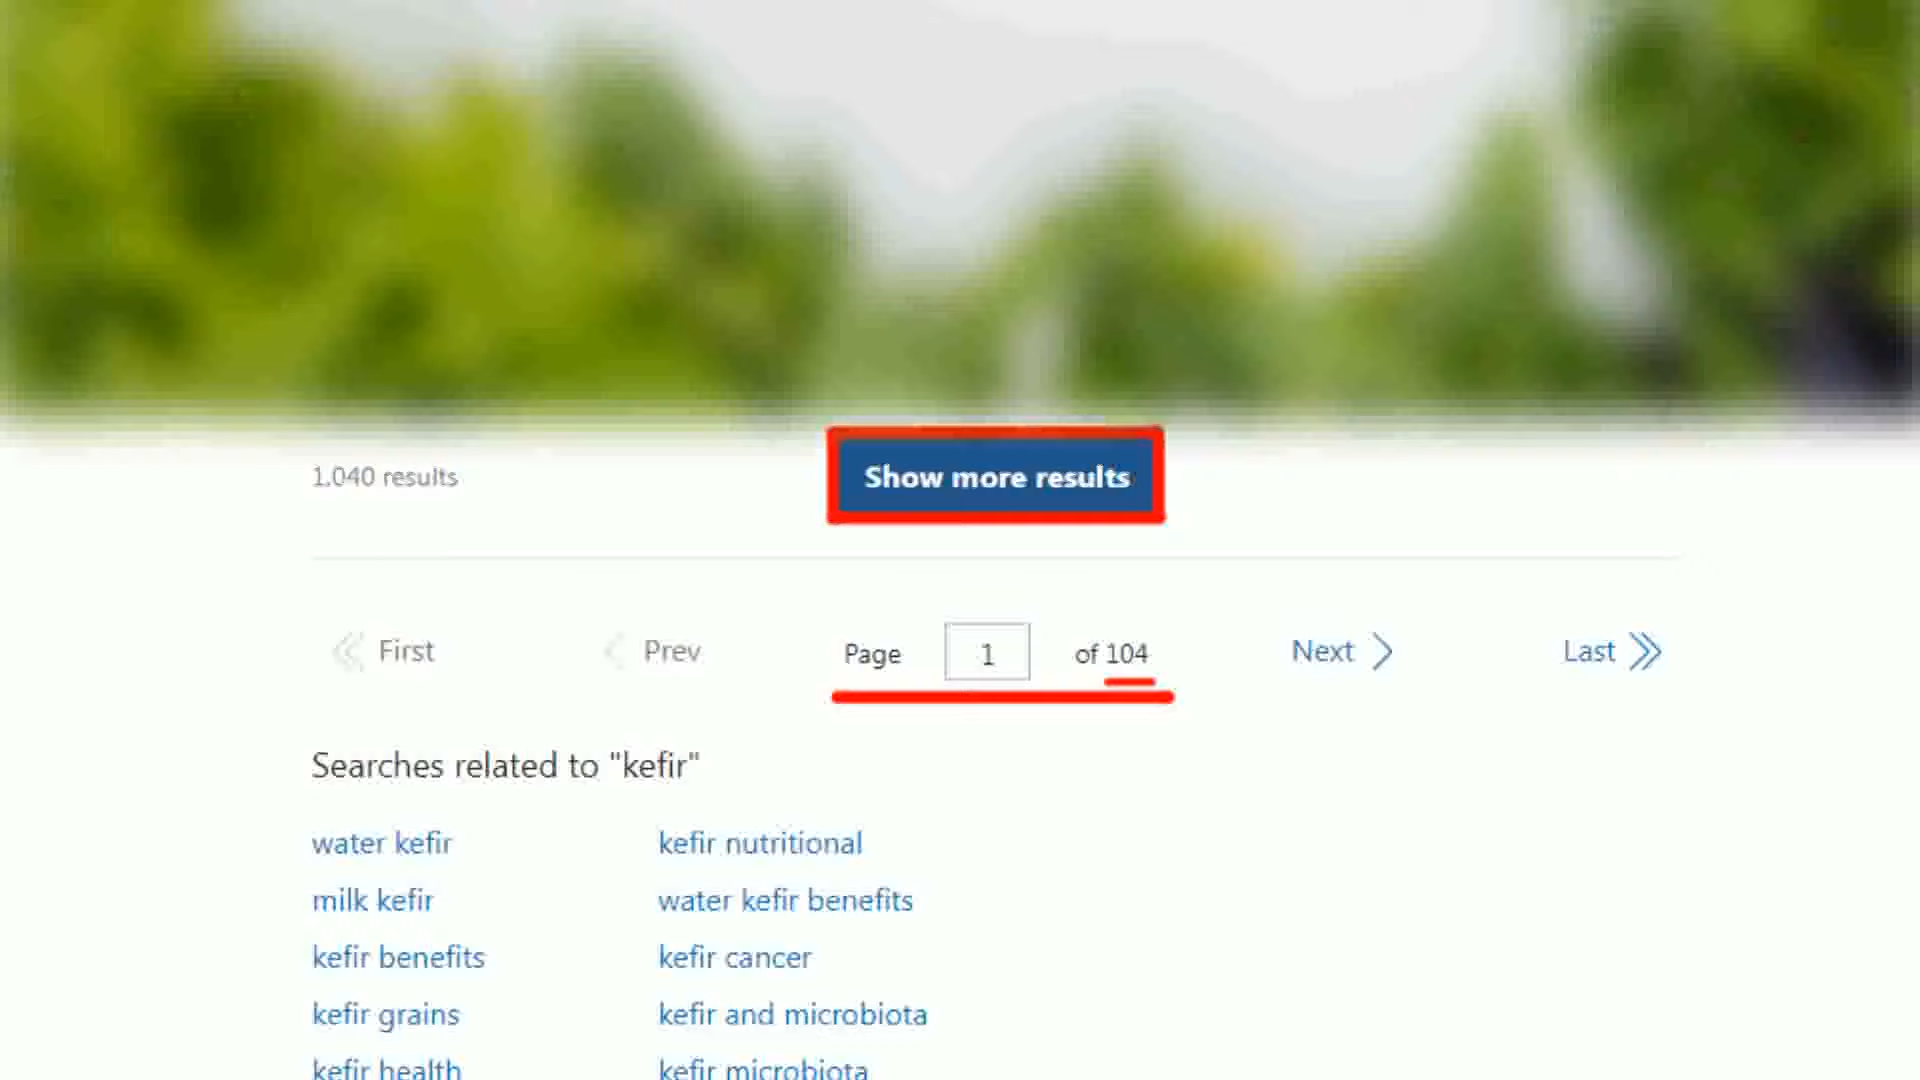 1,040 results
Show more results
First
Prev
Page 1 of 104
Next
Last
Searches related to "kefir"
water kefir
kefir nutritional
milk kefir
water kefir benefits
kefir benefits
kefir cancer
kefir grains
kefir and microbiota
kefir health
kefir microbiota